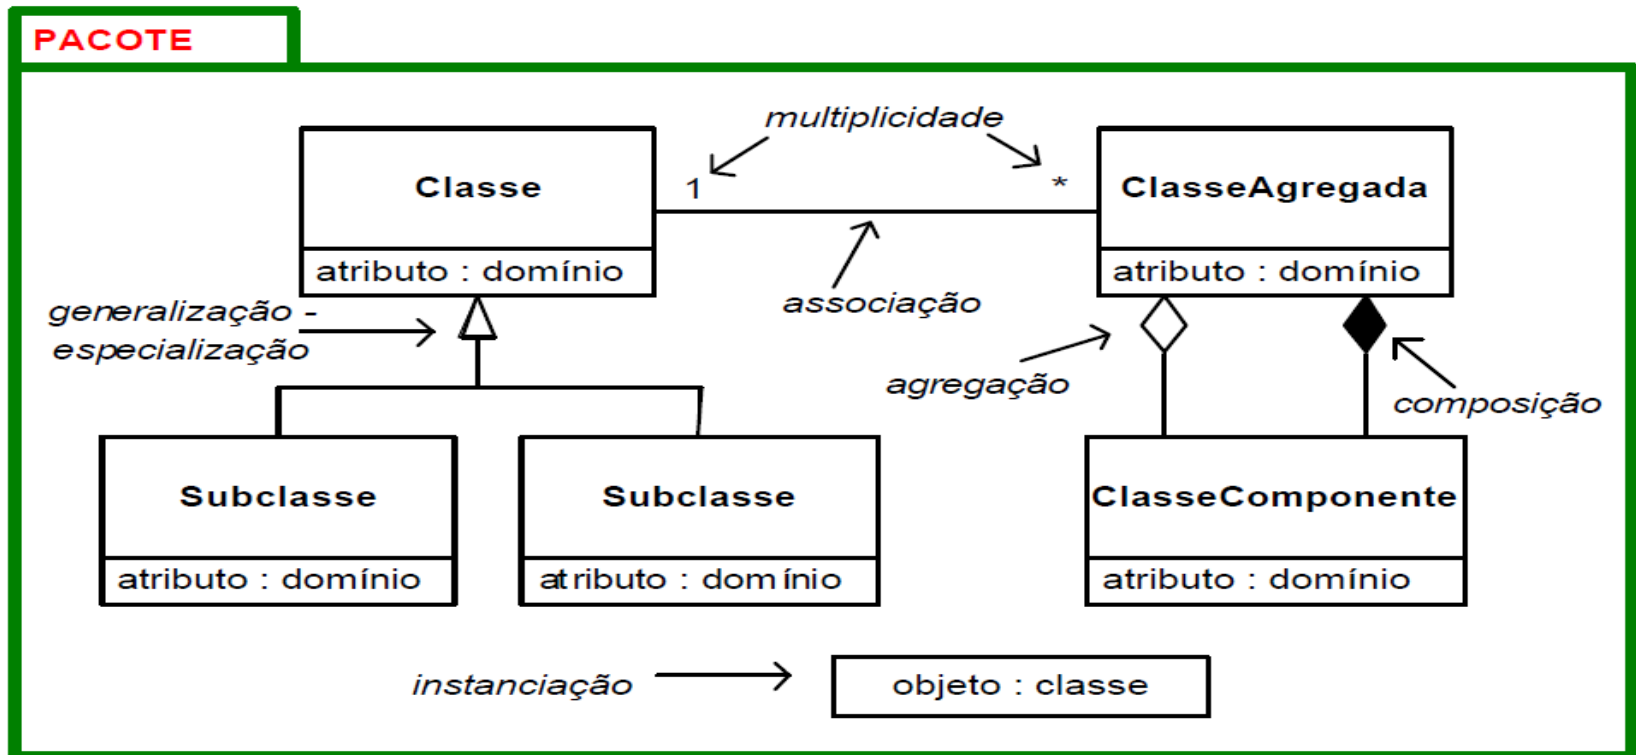 PACOTE
multiplicidade
Classe
1
*
ClasseAgregada
atributo : domínio
atributo : domínio
generalização -
especialização
associação
agregação
composição
Subclasse
Subclasse
ClasseComponente
atributo : domínio
atributo : domínio
atributo : domínio
instanciação
objeto : classe